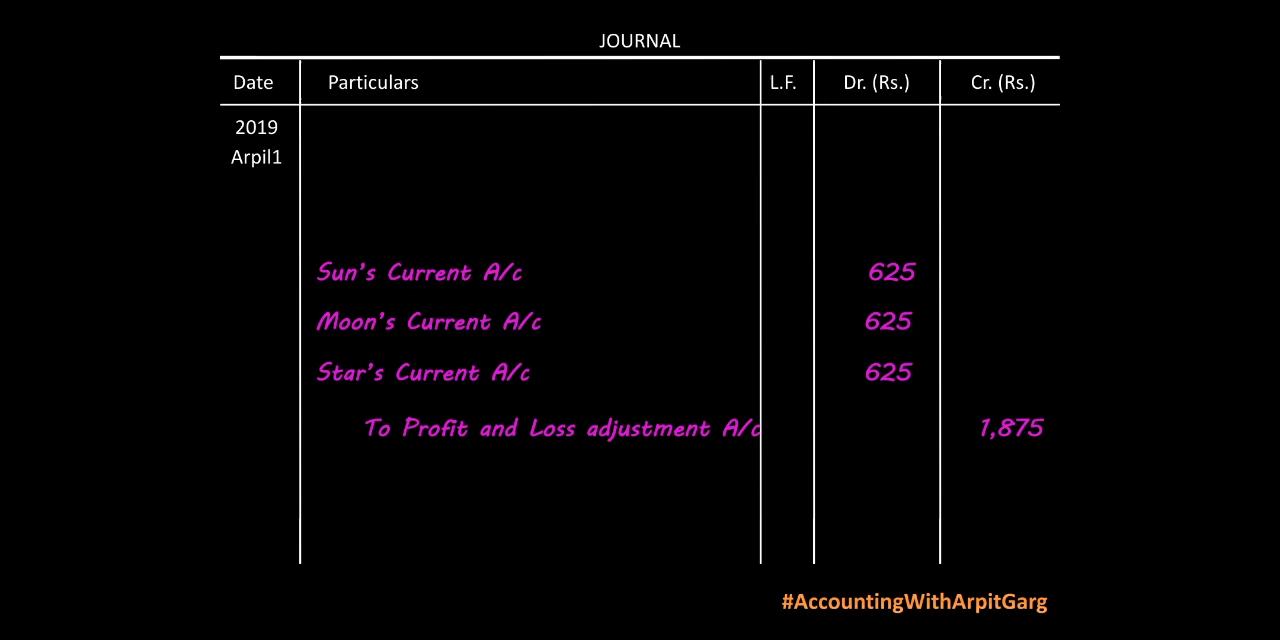 JOURNAL
Date Particulars L.F. Dr. (Rs.) Cr. (Rs.)
2019
Arpil1
Sun's Current A/c 625
Moon's Current A/c 625
Star's Current A/c 625
To Profit and Loss adjustment A/c 1,875
#AccountingWithArpitGarg